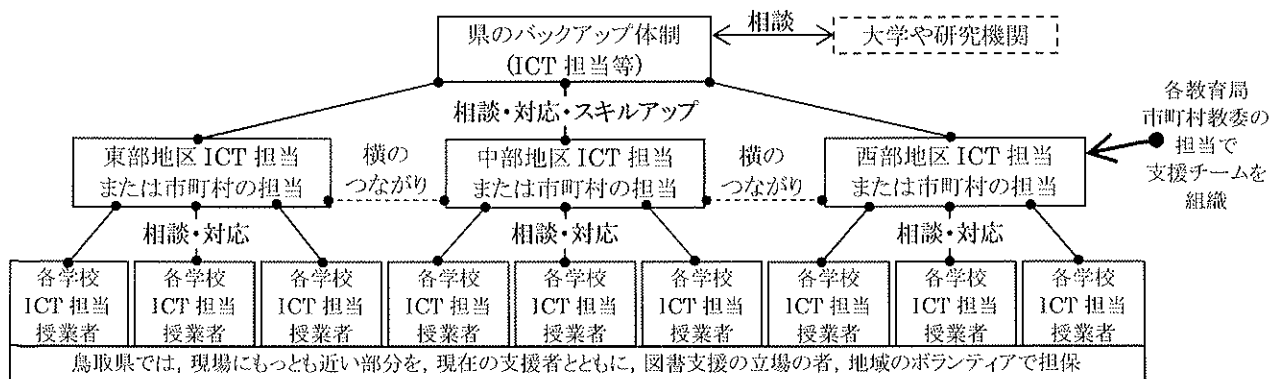 県のバックアップ体制
(ICT 担当等)
相談
大学や研究機関
相談・対応・スキルアップ
各教育局
市町村教委の
担当で
支援チームを
組織
東部地区 ICT 担当
または市町村の担当
横の
つながり
中部地区 ICT 担当
または市町村の担当
横の
つながり
西部地区 ICT 担当
または市町村の担当
相談・対応
相談・対応
相談・対応
各学校
ICT 担当
授業者
各学校
ICT 担当
授業者
各学校
ICT 担当
授業者
各学校
ICT 担当
授業者
各学校
ICT 担当
授業者
各学校
ICT 担当
授業者
各学校
ICT 担当
授業者
各学校
ICT 担当
授業者
各学校
ICT 担当
授業者
鳥取県では, 現場にもっとも近い部分を, 現在の支援者とともに, 図書支援の立場の者, 地域のボランティアで担保